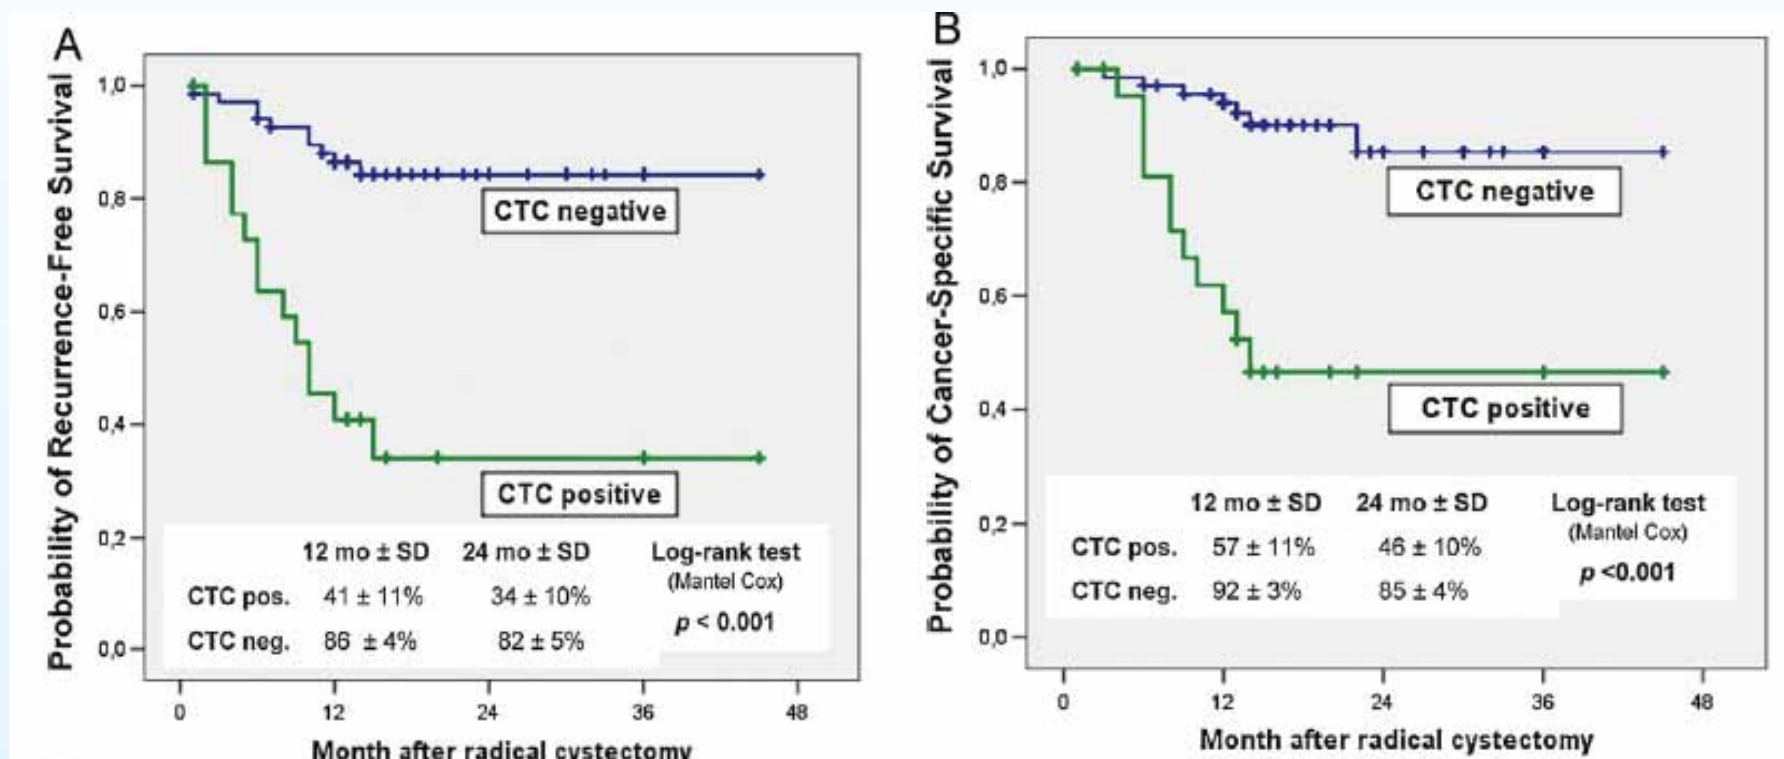 A
Probability of Recurrence-Free Survival
1,0
0,8
0,6
0,4
0,2
0,0
CTC negative
CTC positive
12 mo ± SD 24 mo ± SD Log-rank test
(Mantel Cox)
CTC pos. 41 ± 11% 34 ± 10%
p < 0.001
CTC neg. 86 ± 4% 82 ± 5%
0 12 24 36 48
Month after radical cystectomy
B
Probability of Cancer-Specific Survival
1,0
0,8
0,6
0,4
0,2
0,0
CTC negative
CTC positive
12 mo ± SD 24 mo ± SD Log-rank test
(Mantel Cox)
CTC pos. 57 ± 11% 46 ± 10%
p <0.001
CTC neg. 92 ± 3% 85 ± 4%
0 12 24 36 48
Month after radical cystectomy